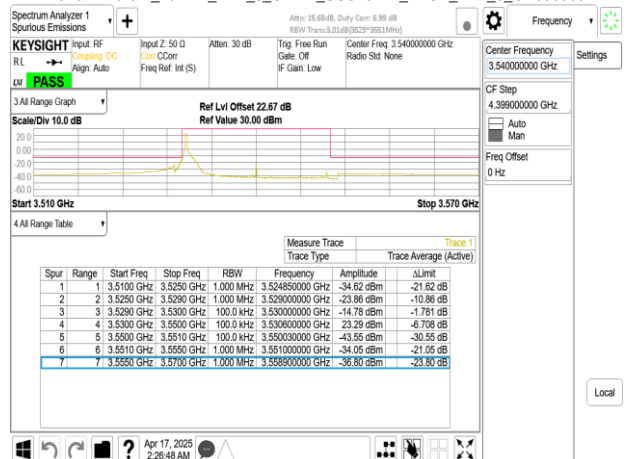 Spectrum Analyzer 1
Spurious Emissions
Attn: 15.68dB, Duty Corr: 6.99 dB
RBW Trans:3.01dB(3529~3551MHz)
Frequency
KEYSIGHT
RL
LXI PASS
Input: RF
Coupling: DC
Align: Auto
Input Z: 50 Ω
Corr CCorr
Freq Ref: Int (S)
Atten: 30 dB
Trig: Free Run
Gate: Off
IF Gain: Low
Center Freq: 3.540000000 GHz
Radio Std: None
Center Frequency
3.540000000 GHz
Settings
CF Step
4.399000000 GHz
Auto
Man
Freq Offset
0 Hz
3 All Range Graph
Scale/Div 10.0 dB
Ref Lvl Offset 22.67 dB
Ref Value 30.00 dBm
20.0
0.00
-20.0
-40.0
-60.0
Start 3.510 GHz
Stop 3.570 GHz
4 All Range Table
Measure Trace Trace 1
Trace Type Trace Average (Active)
Spur Range Start Freq Stop Freq RBW Frequency Amplitude ΔLimit
1 1 3.5100 GHz 3.5250 GHz 1.000 MHz 3.524850000 GHz -34.62 dBm -21.62 dB
2 2 3.5250 GHz 3.5290 GHz 1.000 MHz 3.529000000 GHz -23.86 dBm -10.86 dB
3 3 3.5290 GHz 3.5300 GHz 100.0 kHz 3.530000000 GHz -14.78 dBm -1.781 dB
4 4 3.5300 GHz 3.5500 GHz 100.0 kHz 3.530600000 GHz 23.29 dBm -6.708 dB
5 5 3.5500 GHz 3.5510 GHz 100.0 kHz 3.550030000 GHz -43.55 dBm -30.55 dB
6 6 3.5510 GHz 3.5550 GHz 1.000 MHz 3.551000000 GHz -34.05 dBm -21.05 dB
7 7 3.5550 GHz 3.5700 GHz 1.000 MHz 3.558900000 GHz -36.80 dBm -23.80 dB
Local
Apr 17, 2025
2:26:48 AM